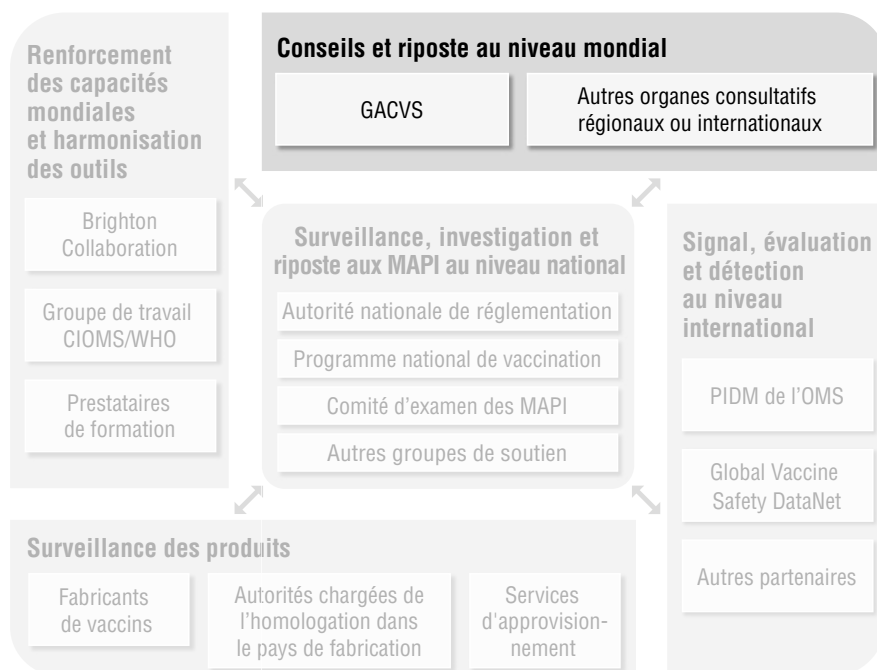 Renforcement
des capacités
mondiales
et harmonisation
des outils
Brighton
Collaboration
Groupe de travail
CIOMS/WHO
Prestataires
de formation
Conseils et riposte au niveau mondial
GACVS
Autres organes consultatifs
régionaux ou internationaux
Surveillance, investigation et
riposte aux MAPI au niveau national
Autorité nationale de réglementation
Programme national de vaccination
Comité d’examen des MAPI
Autres groupes de soutien
Signal, évaluation
et détection
au niveau
international
PIDM de l’OMS
Global Vaccine
Safety DataNet
Autres partenaires
Surveillance des produits
Fabricants
de vaccins
Autorités chargées de
l’homologation dans
le pays de fabrication
Services
d'approvision-
nement